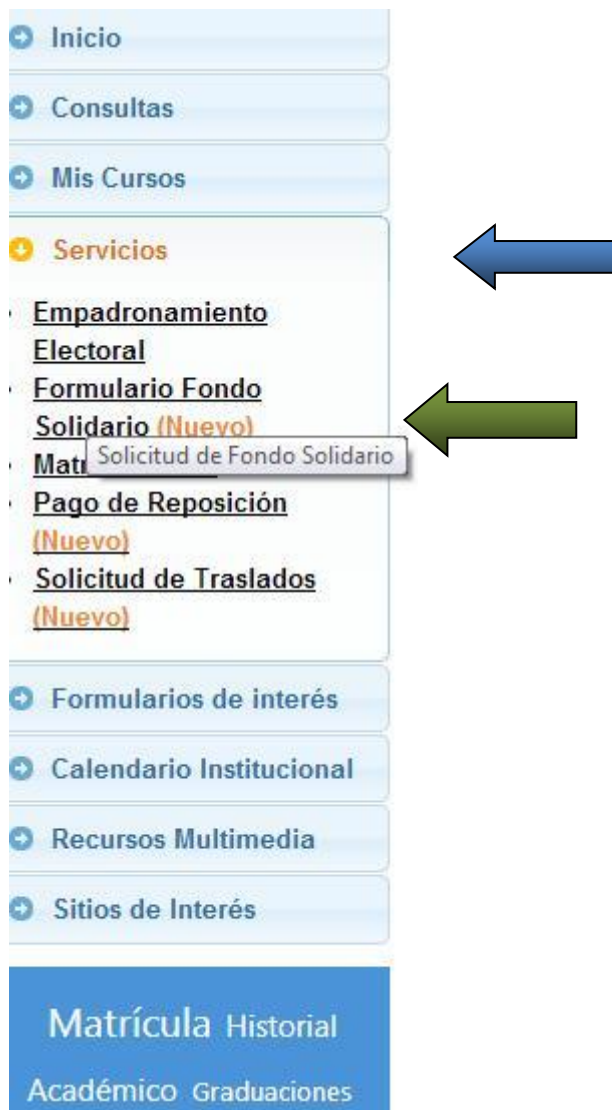 Inicio
Consultas
Mis Cursos
Servicios
Empadronamiento
Electoral
Formulario Fondo
Solidario (Nuevo)
Solicitud de Fondo Solidario
Pago de Reposición
(Nuevo)
Solicitud de Traslados
(Nuevo)
Formularios de interés
Calendario Institucional
Recursos Multimedia
Sitios de Interés
Matrícula Historial
Académico Graduaciones